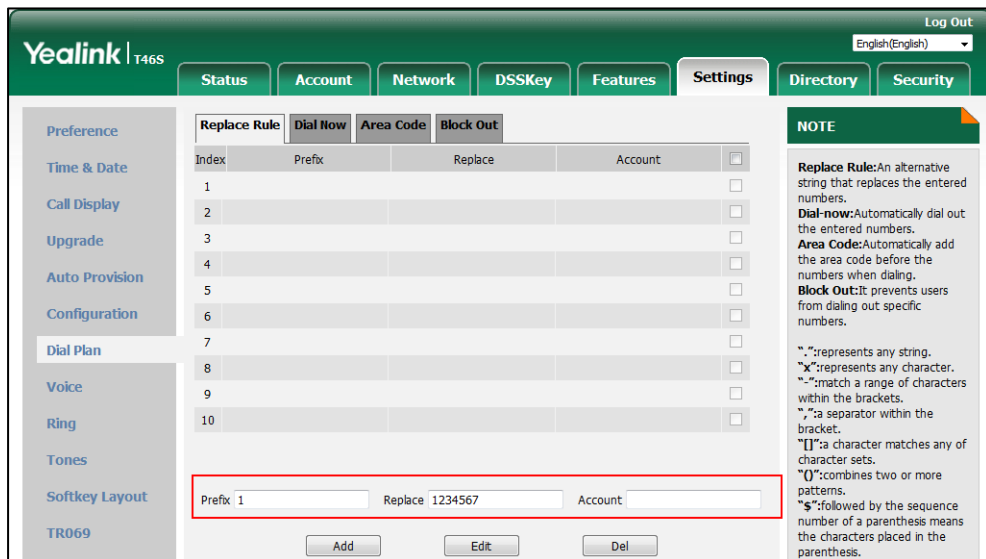 Log Out
Yealink T46S
English(English)
Status Account Network DSSKey Features Settings Directory Security
Preference
Time & Date
Call Display
Upgrade
Auto Provision
Configuration
Dial Plan
Voice
Ring
Tones
Softkey Layout
TR069
Replace Rule Dial Now Area Code Block Out
Index Prefix Replace Account
1
2
3
4
5
6
7
8
9
10
Prefix 1 Replace 1234567 Account
Add Edit Del
NOTE
Replace Rule:An alternative
string that replaces the entered
numbers.
Dial-now:Automatically dial out
the entered numbers.
Area Code:Automatically add
the area code before the
numbers when dialing.
Block Out:It prevents users
from dialing out specific
numbers.
".":represents any string.
"x":represents any character.
"-":match a range of characters
within the brackets.
",":a separator within the
bracket.
"[]":a character matches any of
character sets.
"()":combines two or more
patterns.
"$":followed by the sequence
number of a parenthesis means
the characters placed in the
parenthesis.